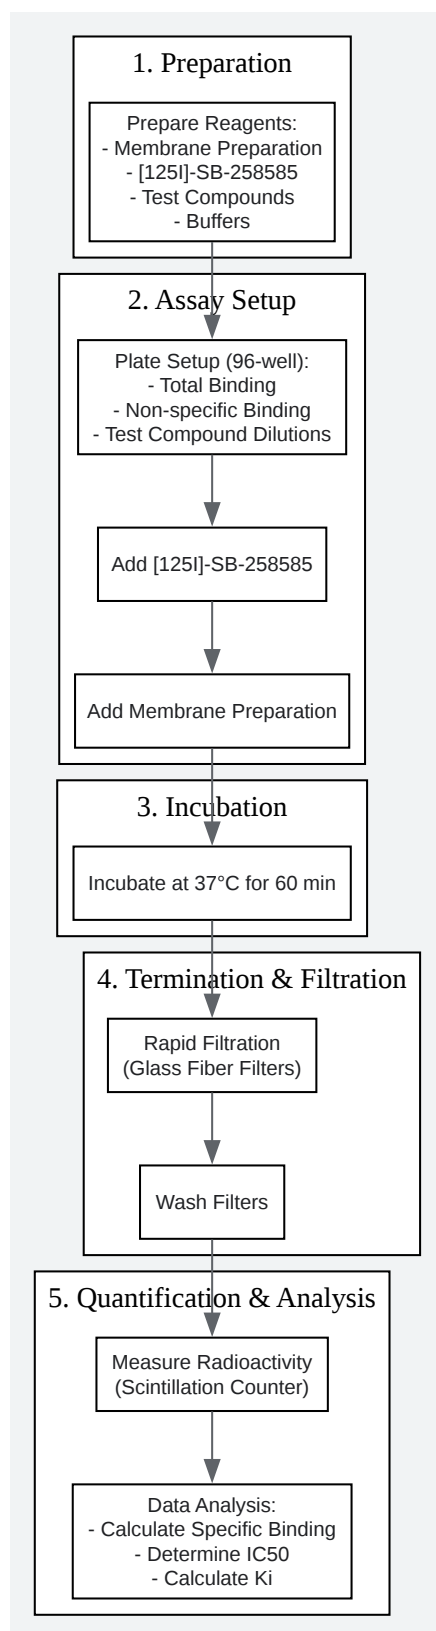 1. Preparation
Prepare Reagents:
- Membrane Preparation
- [125I]-SB-258585
- Test Compounds
- Buffers
2. Assay Setup
Plate Setup (96-well):
- Total Binding
- Non-specific Binding
- Test Compound Dilutions
Add [125I]-SB-258585
Add Membrane Preparation
3. Incubation
Incubate at 37°C for 60 min
4. Termination & Filtration
Rapid Filtration
(Glass Fiber Filters)
Wash Filters
5. Quantification & Analysis
Measure Radioactivity
(Scintillation Counter)
Data Analysis:
- Calculate Specific Binding
- Determine IC50
- Calculate Ki